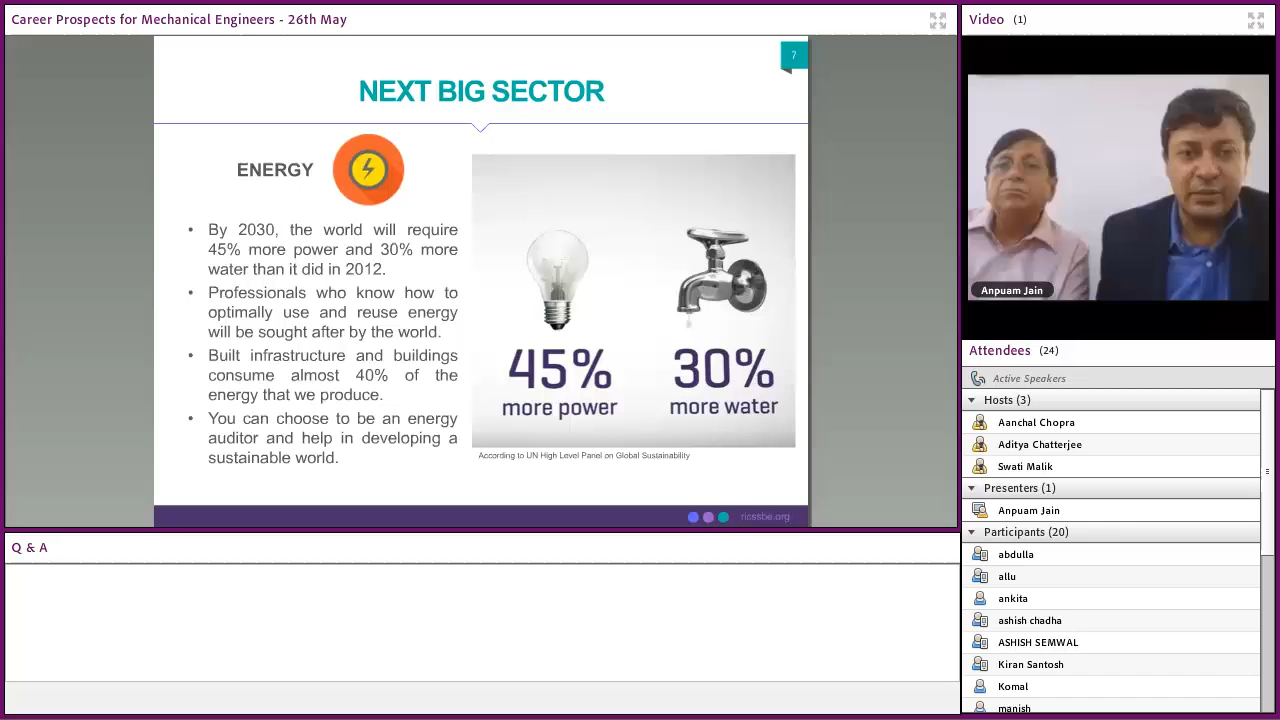 Career Prospects for Mechanical Engineers - 26th May
7
NEXT BIG SECTOR
ENERGY
• By 2030, the world will require
45% more power and 30% more
water than it did in 2012.
• Professionals who know how to
optimally use and reuse energy
will be sought after by the world.
• Built infrastructure and buildings
consume almost 40% of the
energy that we produce.
• You can choose to be an energy
auditor and help in developing a
sustainable world.
45%
more power
30%
more water
According to UN High Level Panel on Global Sustainability
ricssbe.org
Q & A
Video (1)
Anpuam Jain
Attendees (24)
Active Speakers
Hosts (3)
Aanchal Chopra
Aditya Chatterjee
Swati Malik
Presenters (1)
Anpuam Jain
Participants (20)
abdulla
allu
ankita
ashish chadha
ASHISH SEMWAL
Kiran Santosh
Komal
manish